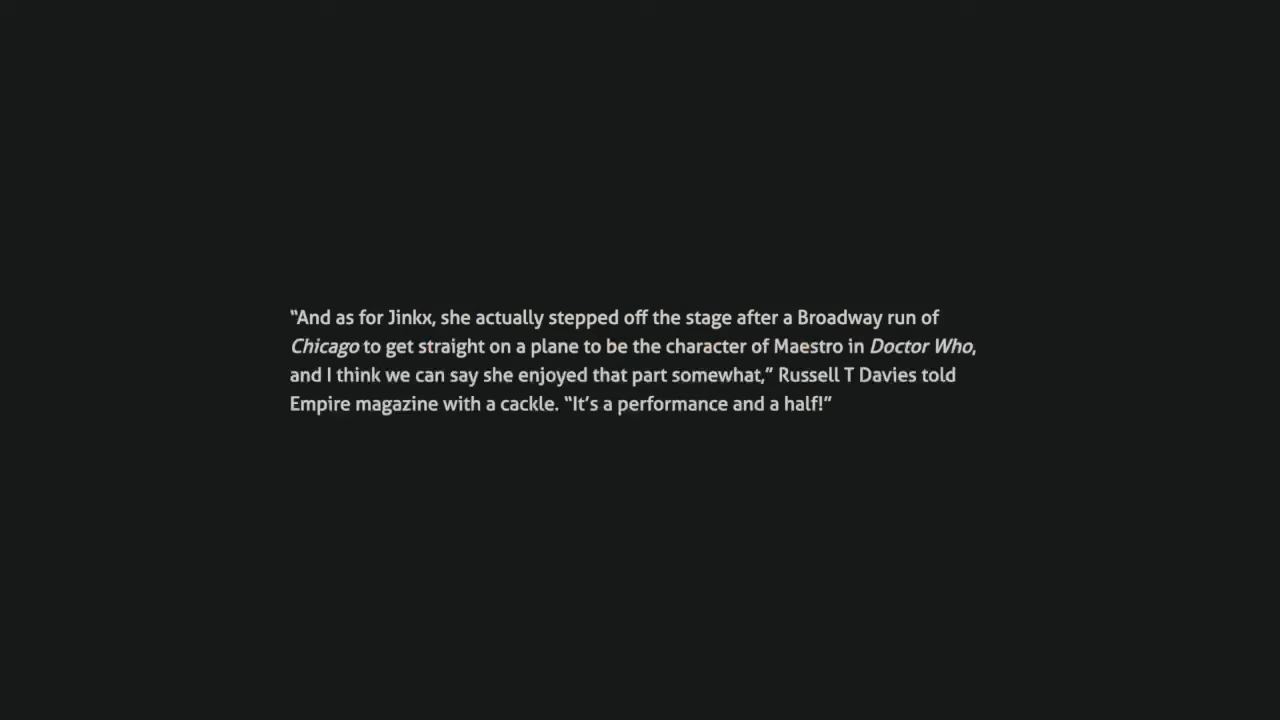 “And as for Jinkx, she actually stepped off the stage after a Broadway run of
Chicago to get straight on a plane to be the character of Maestro in Doctor Who,
and I think we can say she enjoyed that part somewhat,” Russell T Davies told
Empire magazine with a cackle. “It’s a performance and a half!”